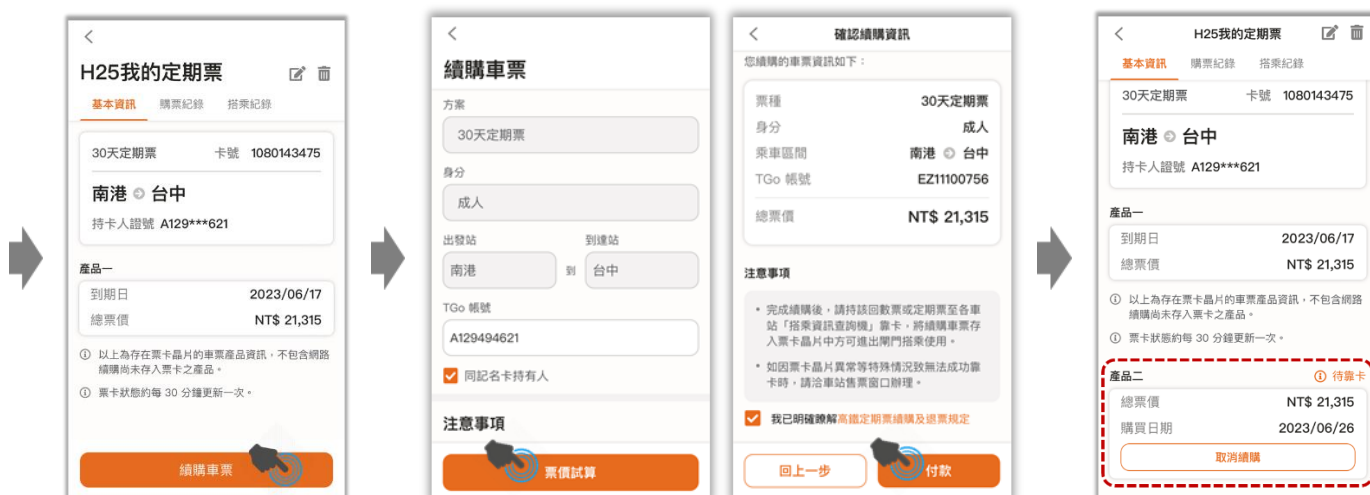 H25我的定期票
基本資訊 購票紀錄 搭乘紀錄
30天定期票 卡號 1080143475
南港 台中
持卡人證號 A129***621
產品一
到期日 2023/06/17
總票價 NT$ 21,315
以上為存在票卡晶片的車票產品資訊，不包含網路
續購尚未存入票卡之產品。
票卡狀態約每 30 分鐘更新一次。
續購車票
續購車票
方案
30天定期票
身分
成人
出發站 到達站
南港 到 台中
TGo 帳號
A129494621
同記名卡持有人
注意事項
票價試算
確認續購資訊
您續購的車票資訊如下：
票種 30天定期票
身分 成人
乘車區間 南港 台中
TGo 帳號 EZ11100756
總票價 NT$ 21,315
注意事項
• 完成續購後，請持該回數票或定期票至各車
站「搭乘資訊查詢機」靠卡，將續購車票存
入票卡晶片中方可進出閘門搭乘使用。
• 如因票卡晶片異常等特殊情況致無法成功靠
卡時，請洽車站售票窗口辦理。
我已明確瞭解高鐵定期票續購及退票規定
回上一步 付款
H25我的定期票
基本資訊 購票紀錄 搭乘紀錄
30天定期票 卡號 1080143475
南港 台中
持卡人證號 A129***621
產品一
到期日 2023/06/17
總票價 NT$ 21,315
以上為存在票卡晶片的車票產品資訊，不包含網路
續購尚未存入票卡之產品。
票卡狀態約每 30 分鐘更新一次。
產品二 待靠卡
總票價 NT$ 21,315
購買日期 2023/06/26
取消續購